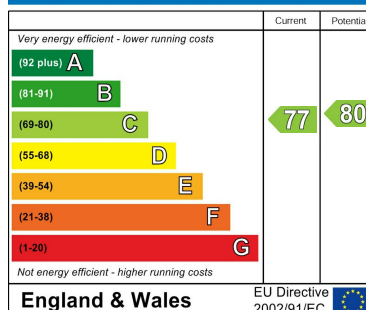 Current Potentia
Very energy efficient - lower running costs
(92 plus) A
(81-91) B
(69-80) C 77 80
(55-68) D
(39-54) E
(21-38) F
(1-20) G
Not energy efficient - higher running costs
England & Wales
EU Directive
2002/91/EC